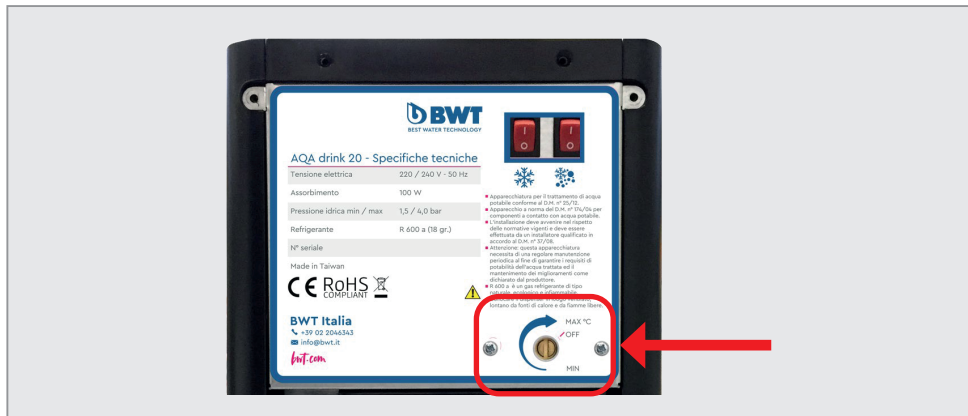 BWT
BEST WATER TECHNOLOGY
AQA drink 20 - Specifiche tecniche
Tensione elettrica 220 / 240 V - 50 Hz
Assorbimento 100 W
Pressione idrica min / max 1,5 / 4,0 bar
Refrigerante R 600 a (18 gr.)
N° seriale
Made in Taiwan
CE RoHS
COMPLIANT
BWT Italia
+39 02 2046343
info@bwt.it
bwt.com
I I
O O
Apparecchiatura per il trattamento di acqua
potabile conforme al D.M. n° 25/12.
Apparecchio a norma del D.M. n° 174/04 per
componenti a contatto con acqua potabile.
L'installazione deve avvenire nel rispetto
delle normative vigenti e deve essere
effettuata da un installatore qualificato in
accordo al D.M. n° 37/08.
Attenzione: questa apparecchiatura
necessita di una regolare manutenzione
periodica al fine di garantire i requisiti di
potabilità dell'acqua trattata ed il
mantenimento dei miglioramenti come
dichiarato dal produttore.
R 600 a è un gas refrigerante di tipo
naturale, ecologico e infiammabile.
lontano da fonti di calore e da fiamme libere.
MAX °C
OFF
MIN